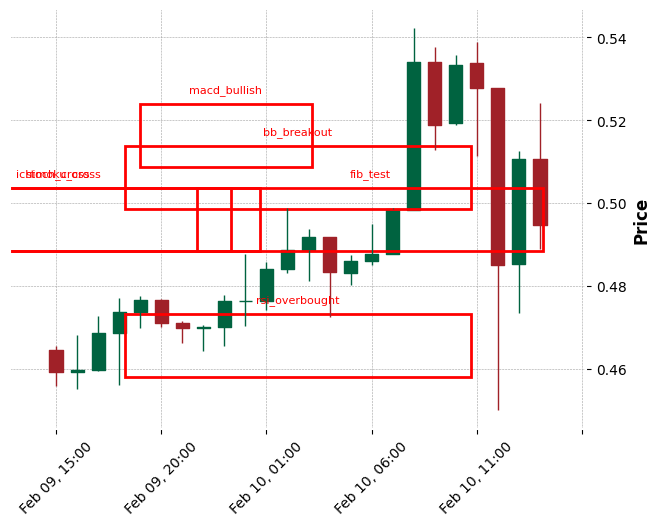 0.54
macd_bullish
0.52
bb_breakout
stoch_cross
fib_test
0.50
Price
0.48
rsi_overbought
0.46
Feb 09, 15:00
Feb 09, 20:00
Feb 10, 01:00
Feb 10, 06:00
Feb 10, 11:00